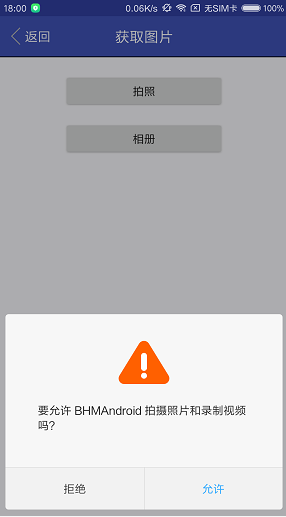 18:00 0.06K/s 无SIM卡 100%
返回 获取图片
拍照
相册
要允许 BHMAndroid 拍摄照片和录制视频
吗?
拒绝 允许